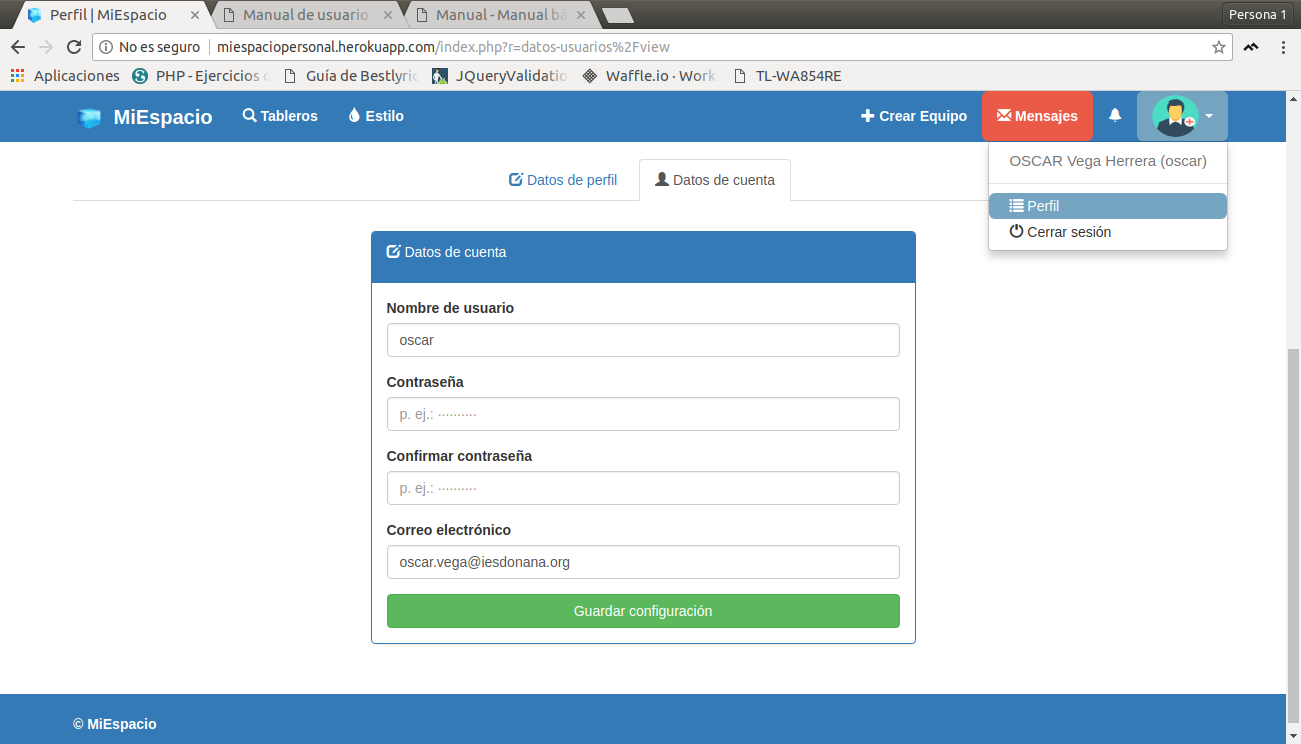 Perfil | MiEspacio
Manual de usuario
Manual - Manual bá
Persona 1
No es seguro
miespaciopersonal.herokuapp.com/index.php?r=datos-usuarios%2Fview
Aplicaciones
PHP - Ejercicios
Guía de Bestlyric
JQueryValidatio
Waffle.io · Work
TL-WA854RE
MiEspacio
Tableros
Estilo
Crear Equipo
Mensajes
OSCAR Vega Herrera (oscar)
Perfil
Cerrar sesión
Datos de perfil
Datos de cuenta
Datos de cuenta
Nombre de usuario
oscar
Contraseña
p. ej.: ··········
Confirmar contraseña
p. ej.: ··········
Correo electrónico
oscar.vega@iesdonana.org
Guardar configuración
© MiEspacio